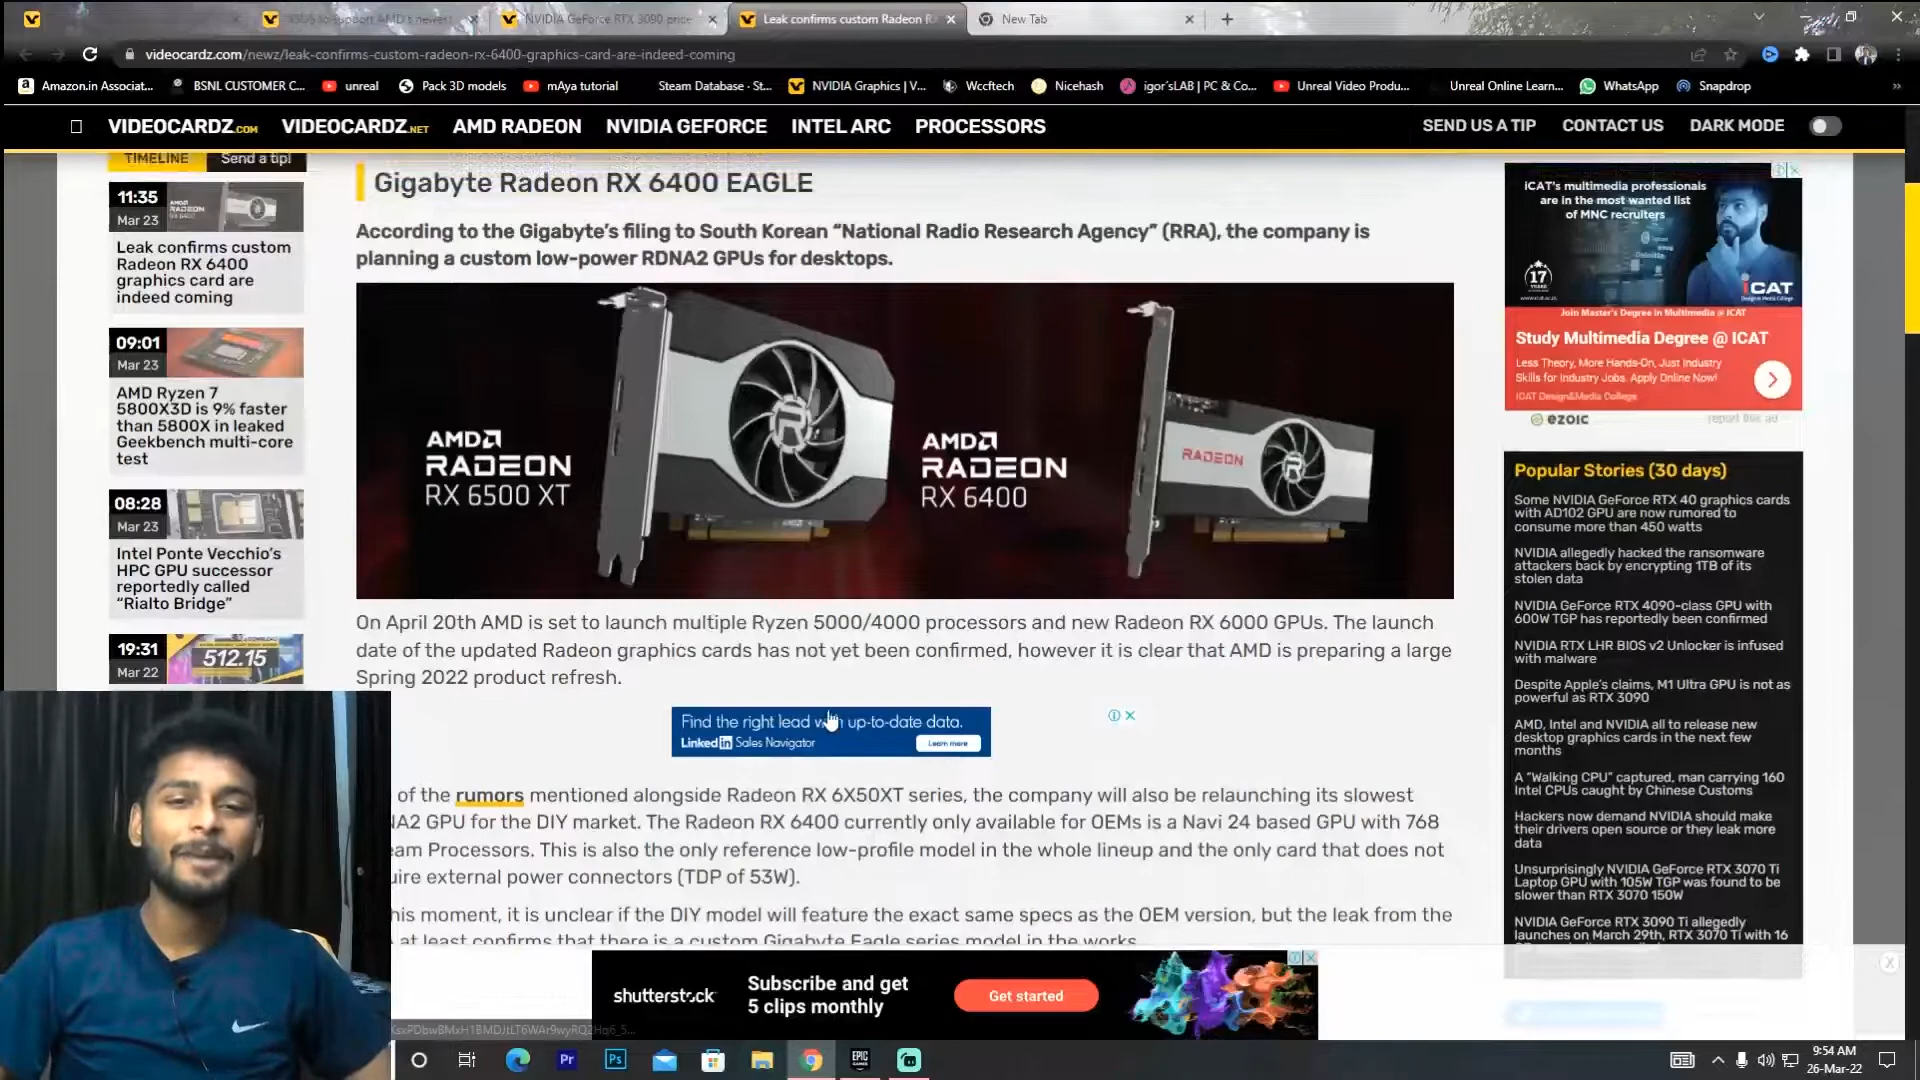 NVIDIA GeForce RTX 3090 price
Leak confirms custom Radeon R
New Tab
videocardz.com/newz/leak-confirms-custom-radeon-rx-6400-graphics-card-are-indeed-coming
Amazon.in Associat...
BSNL CUSTOMER C...
unreal
Pack 3D models
mAya tutorial
Steam Database · St...
NVIDIA Graphics | V...
Wccftech
Nicehash
igor'sLAB | PC & Co...
Unreal Video Produ...
Unreal Online Learn...
WhatsApp
Snapdrop
VIDEOCARDZ.COM
VIDEOCARDZ.NET
AMD RADEON
NVIDIA GEFORCE
INTEL ARC
PROCESSORS
SEND US A TIP
CONTACT US
DARK MODE
TIMELINE
Send a tip!
11:35
Mar 23
Leak confirms custom
Radeon RX 6400
graphics card are
indeed coming
09:01
Mar 23
AMD Ryzen 7
5800X3D is 9% faster
than 5800X in leaked
Geekbench multi-core
test
08:28
Mar 23
Intel Ponte Vecchio's
HPC GPU successor
reportedly called
"Rialto Bridge"
19:31
Mar 22
512.15
Gigabyte Radeon RX 6400 EAGLE
According to the Gigabyte's filing to South Korean "National Radio Research Agency" (RRA), the company is
planning a custom low-power RDNA2 GPUs for desktops.
AMD
RADEON
RX 6500 XT
AMD
RADEON
RX 6400
RADEON
On April 20th AMD is set to launch multiple Ryzen 5000/4000 processors and new Radeon RX 6000 GPUs. The launch
date of the updated Radeon graphics cards has not yet been confirmed, however it is clear that AMD is preparing a large
Spring 2022 product refresh.
Find the right lead with up-to-date data.
LinkedIn Sales Navigator
Learn more
of the rumors mentioned alongside Radeon RX 6X50XT series, the company will also be relaunching its slowest
A2 GPU for the DIY market. The Radeon RX 6400 currently only available for OEMs is a Navi 24 based GPU with 768
am Processors. This is also the only reference low-profile model in the whole lineup and the only card that does not
uire external power connectors (TDP of 53W).
his moment, it is unclear if the DIY model will feature the exact same specs as the OEM version, but the leak from the
at least confirms that there is a custom Gigabyte Eagle series model in the works.
iCAT's multimedia professionals
are in the most wanted list
of MNC recruiters
17
iCAT
Join Master's Degree in Multimedia @ ICAT
Study Multimedia Degree @ ICAT
Less Theory, More Hands-On, Just Industry
Skills for Industry Jobs. Apply Online Now!
ICAT Design&Media College
ezoic
report this ad
Popular Stories (30 days)
Some NVIDIA GeForce RTX 40 graphics cards
with AD102 GPU are now rumored to
consume more than 450 watts
NVIDIA allegedly hacked the ransomware
attackers back by encrypting 1TB of its
stolen data
NVIDIA GeForce RTX 4090-class GPU with
600W TGP has reportedly been confirmed
NVIDIA RTX LHR BIOS v2 Unlocker is infused
with malware
Despite Apple's claims, M1 Ultra GPU is not as
powerful as RTX 3090
AMD, Intel and NVIDIA all to release new
desktop graphics cards in the next few
months
A "Walking CPU" captured, man carrying 160
Intel CPUs caught by Chinese Customs
Hackers now demand NVIDIA should make
their drivers open source or they leak more
data
Unsurprisingly NVIDIA GeForce RTX 3070 Ti
Laptop GPU with 105W TGP was found to be
slower than RTX 3070 150W
NVIDIA GeForce RTX 3090 Ti allegedly
launches on March 29th, RTX 3070 Ti with 16
shutterstock
Subscribe and get
5 clips monthly
Get started
Pr
Ps
EPIC
GAMES
9:54 AM
26-Mar-22